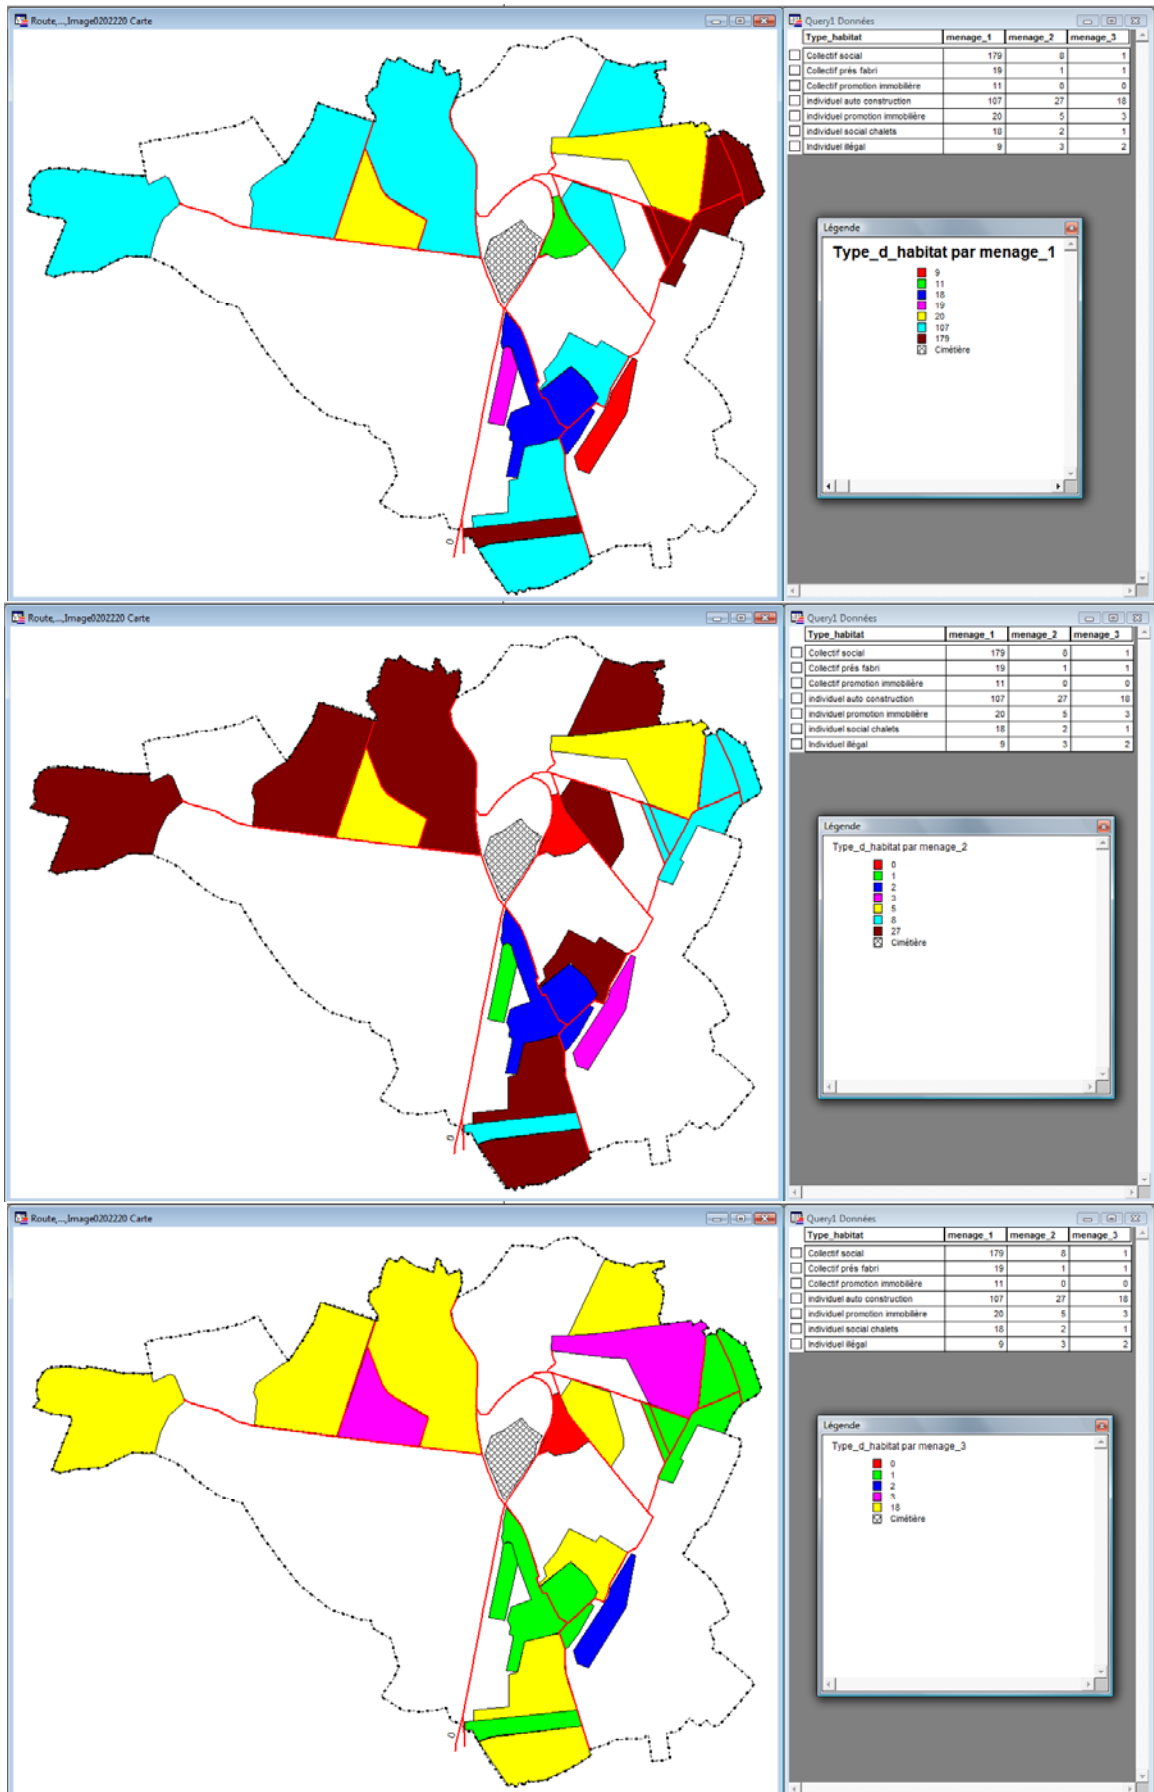 Route,...,Image0202220 Carte
Query1 Données
Type_habitat menage_1 menage_2 menage_3
Collectif social 179 8 1
Collectif prés fabri 19 1 1
Collectif promotion immobilière 11 0 0
individuel auto construction 107 27 18
individuel promotion immobilière 20 5 3
individuel social chalets 18 2 1
Individuel illégal 9 3 2
Légende
Type_d_habitat par menage_1
9
11
18
19
20
107
179
Cimétière
0
Route,...,Image0202220 Carte
Query1 Données
Type_habitat menage_1 menage_2 menage_3
Collectif social 179 8 1
Collectif prés fabri 19 1 1
Collectif promotion immobilière 11 0 0
individuel auto construction 107 27 18
individuel promotion immobilière 20 5 3
individuel social chalets 18 2 1
Individuel illégal 9 3 2
Légende
Type_d_habitat par menage_2
0
1
2
3
5
8
27
Cimétière
0
Route,...,Image0202220 Carte
Query1 Données
Type_habitat menage_1 menage_2 menage_3
Collectif social 179 8 1
Collectif prés fabri 19 1 1
Collectif promotion immobilière 11 0 0
individuel auto construction 107 27 18
individuel promotion immobilière 20 5 3
individuel social chalets 18 2 1
Individuel illégal 9 3 2
Légende
Type_d_habitat par menage_3
0
1
2
3
18
Cimétière
0